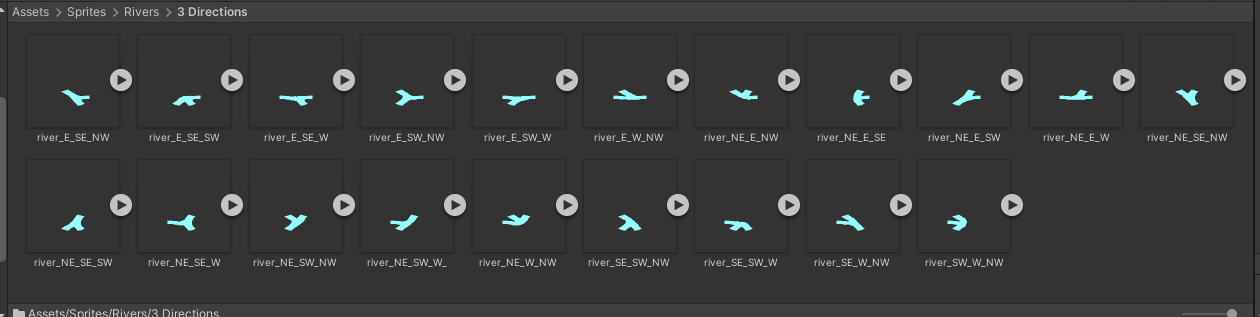 Assets > Sprites > Rivers > 3 Directions
river_E_SE_NW river_E_SE_SW river_E_SE_W river_E_SW_NW river_E_SW_W river_E_W_NW river_NE_E_NW river_NE_E_SE river_NE_E_SW river_NE_E_W river_NE_SE_NW
river_NE_SE_SW river_NE_SE_W river_NE_SW_NW river_NE_SW_W_ river_NE_W_NW river_SE_SW_NW river_SE_SW_W river_SE_W_NW river_SW_W_NW
Assets/Sprites/Rivers/3 Directions